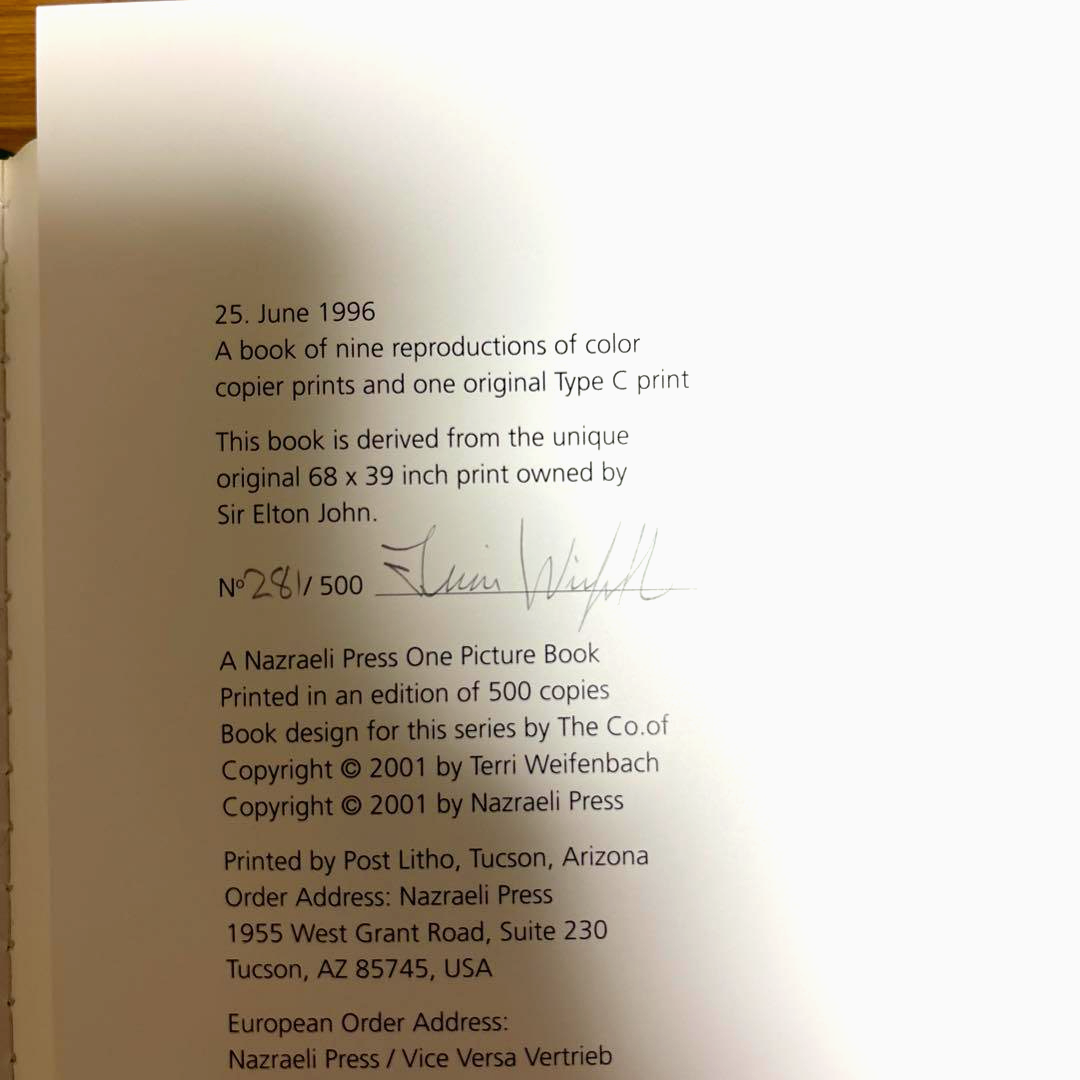 25. June 1996
A book of nine reproductions of color
copier prints and one original Type C print
This book is derived from the unique
original 68 x 39 inch print owned by
Sir Elton John.
Nº 281 / 500 Terri Weifenbach
A Nazraeli Press One Picture Book
Printed in an edition of 500 copies
Book design for this series by The Co.of
Copyright © 2001 by Terri Weifenbach
Copyright © 2001 by Nazraeli Press
Printed by Post Litho, Tucson, Arizona
Order Address: Nazraeli Press
1955 West Grant Road, Suite 230
Tucson, AZ 85745, USA
European Order Address:
Nazraeli Press / Vice Versa Vertrieb